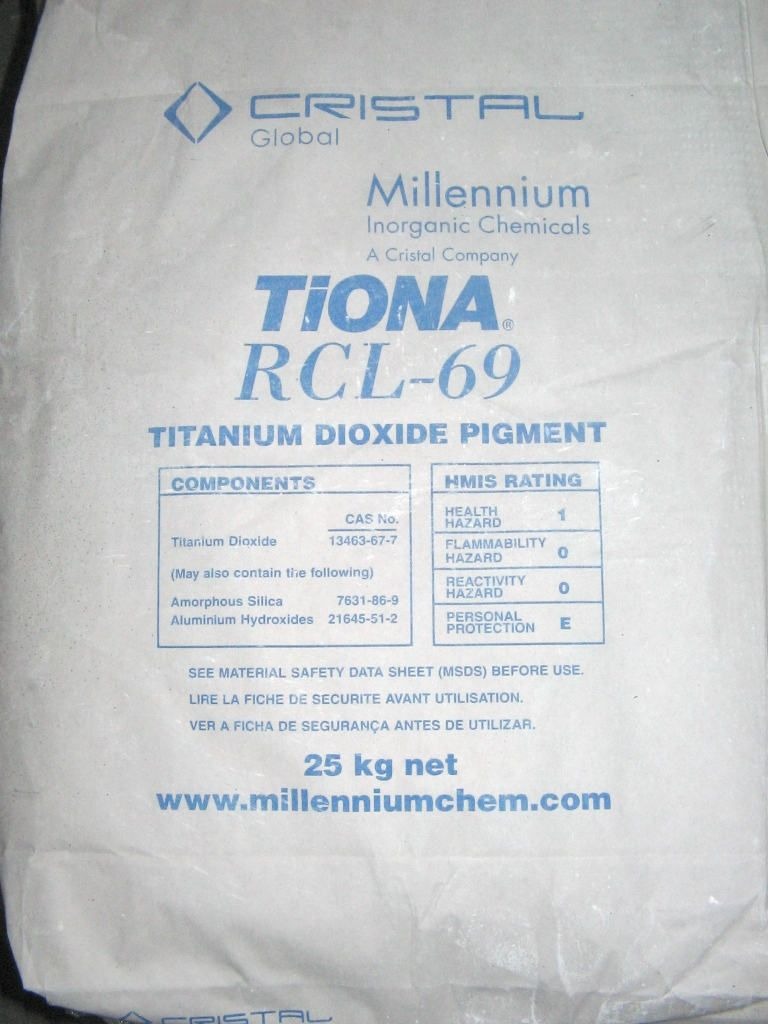 CRISTAL
Global
Millennium
Inorganic Chemicals
A Cristal Company
TiONA®
RCL-69
TITANIUM DIOXIDE PIGMENT
COMPONENTS
CAS No.
Titanium Dioxide 13463-67-7
(May also contain the following)
Amorphous Silica 7631-86-9
Aluminium Hydroxides 21645-51-2
HMIS RATING
HEALTH
HAZARD 1
FLAMMABILITY
HAZARD 0
REACTIVITY
HAZARD 0
PERSONAL
PROTECTION E
SEE MATERIAL SAFETY DATA SHEET (MSDS) BEFORE USE.
LIRE LA FICHE DE SECURITE AVANT UTILISATION.
VER A FICHA DE SEGURANÇA ANTES DE UTILIZAR.
25 kg net
www.millenniumchem.com
CRISTAL